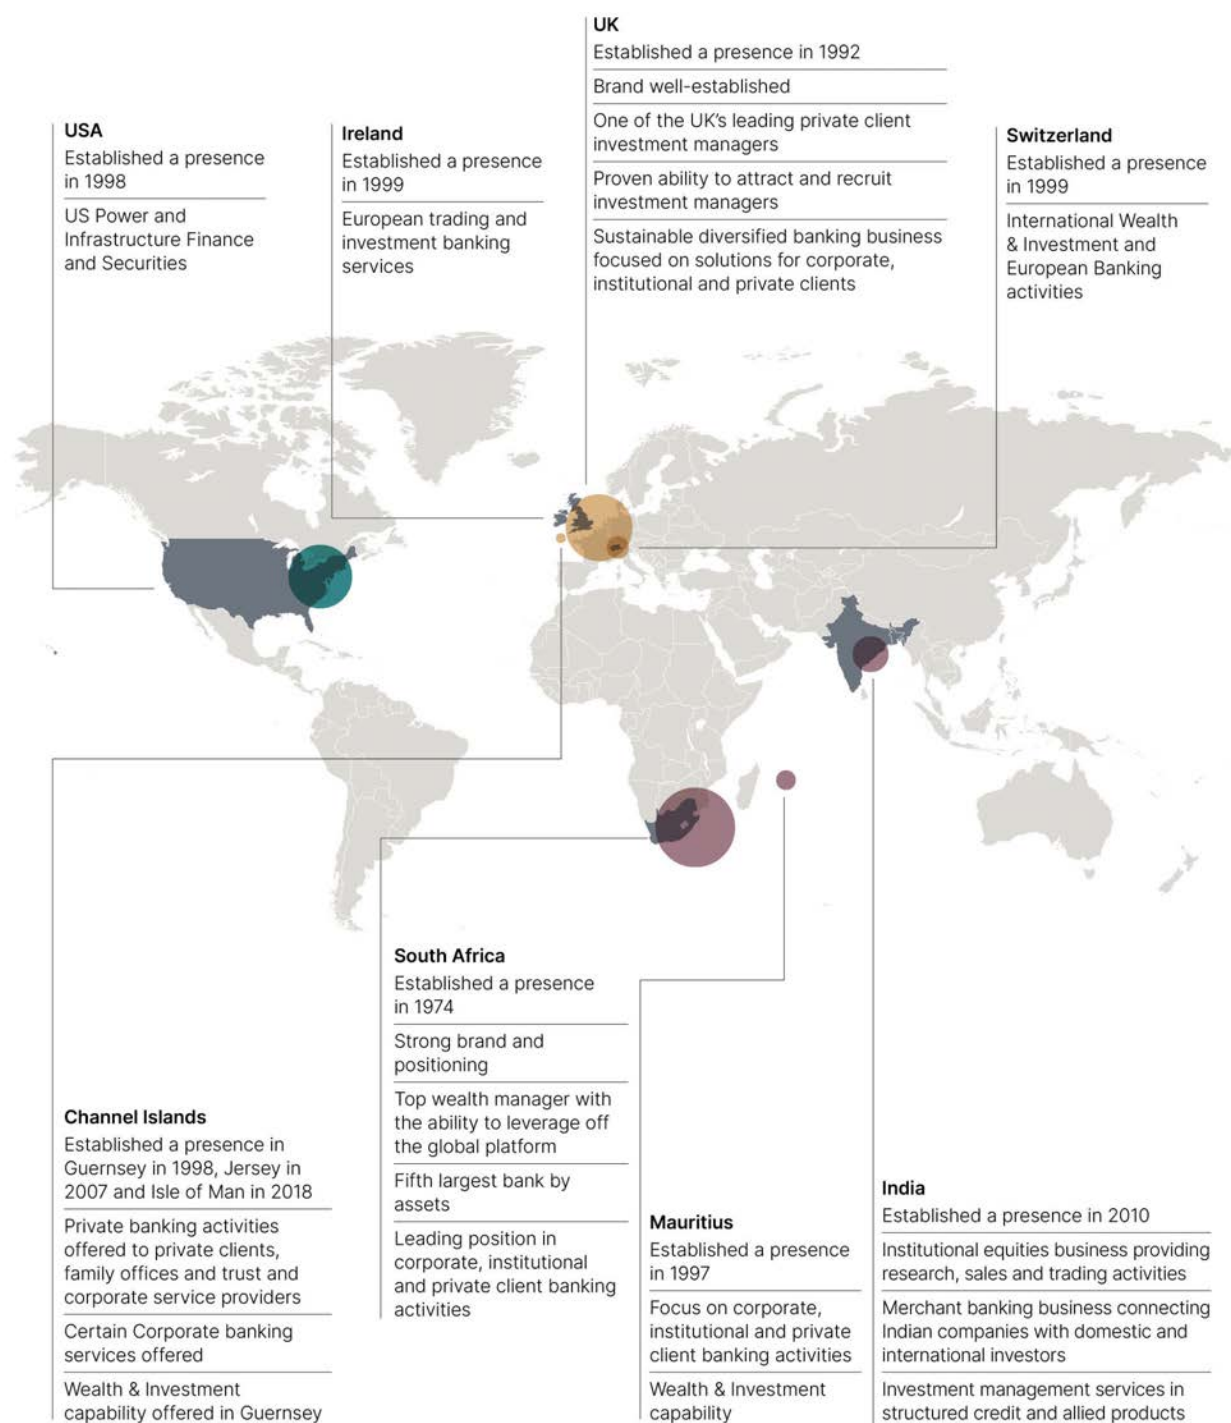 UK
Established a presence in 1992
Brand well-established
One of the UK's leading private client
investment managers
Proven ability to attract and recruit
investment managers
Sustainable diversified banking business
focused on solutions for corporate,
institutional and private clients
USA
Established a presence
in 1998
US Power and
Infrastructure Finance
and Securities
Ireland
Established a presence
in 1999
European trading and
investment banking
services
Switzerland
Established a presence
in 1999
International Wealth
& Investment and
European Banking
activities
South Africa
Established a presence
in 1974
Strong brand and
positioning
Top wealth manager with
the ability to leverage off
the global platform
Fifth largest bank by
assets
Leading position in
corporate, institutional
and private client banking
activities
Channel Islands
Established a presence in
Guernsey in 1998, Jersey in
2007 and Isle of Man in 2018
Private banking activities
offered to private clients,
family offices and trust and
corporate service providers
Certain Corporate banking
services offered
Wealth & Investment
capability offered in Guernsey
Mauritius
Established a presence
in 1997
Focus on corporate,
institutional and private
client banking activities
Wealth & Investment
capability
India
Established a presence in 2010
Institutional equities business providing
research, sales and trading activities
Merchant banking business connecting
Indian companies with domestic and
international investors
Investment management services in
structured credit and allied products